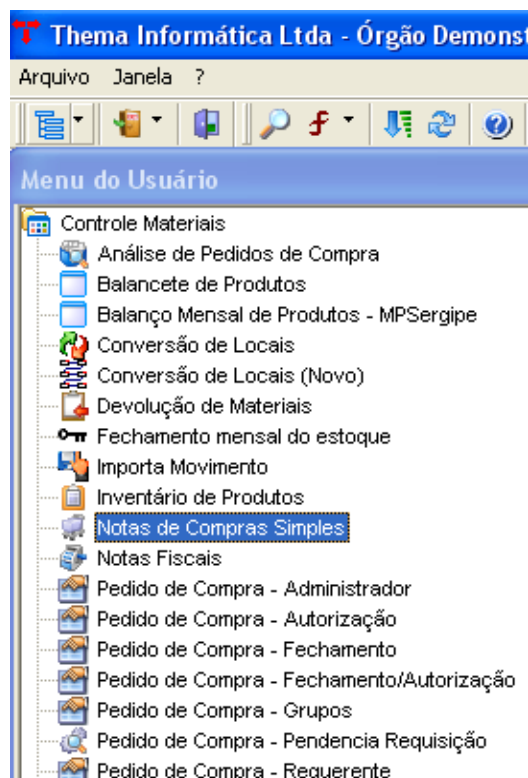 Thema Informática Ltda - Órgão Demonst
Arquivo Janela ?
Menu do Usuário
Controle Materiais
Análise de Pedidos de Compra
Balancete de Produtos
Balanço Mensal de Produtos - MPSergipe
Conversão de Locais
Conversão de Locais (Novo)
Devolução de Materiais
Fechamento mensal do estoque
Importa Movimento
Inventário de Produtos
Notas de Compras Simples
Notas Fiscais
Pedido de Compra - Administrador
Pedido de Compra - Autorização
Pedido de Compra - Fechamento
Pedido de Compra - Fechamento/Autorização
Pedido de Compra - Grupos
Pedido de Compra - Pendencia Requisição
Pedido de Compra - Requerente